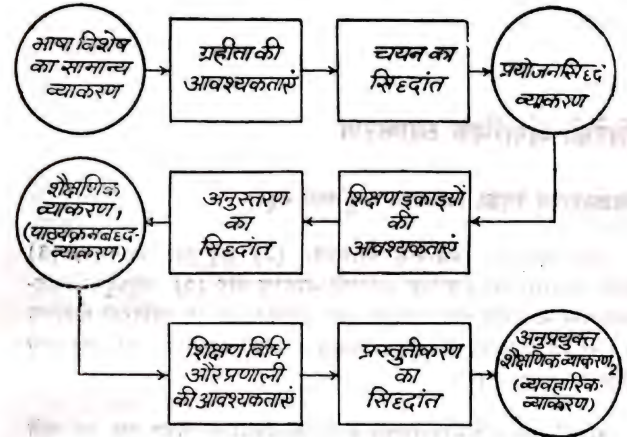 भाषा विशेष
का सामान्य
व्याकरण
ग्रहीता की
आवश्यकताएं
चयन का
सिद्दांत
प्रयोजनसिद्द
व्याकरण
शिक्षण इकाइयों
की
आवश्यकताएं
अनुस्तरण
का
सिद्दांत
शैक्षणिक
व्याकरण₁
(पाठ्यक्रमबद्द-
व्याकरण)
शिक्षण विधि
और प्रणाली
की आवश्यकताएं
प्रस्तुतीकरण
का
सिद्दांत
अनुप्रयुक्त
शैक्षणिक व्याकरण₂
(व्यवहारिक-
व्याकरण)